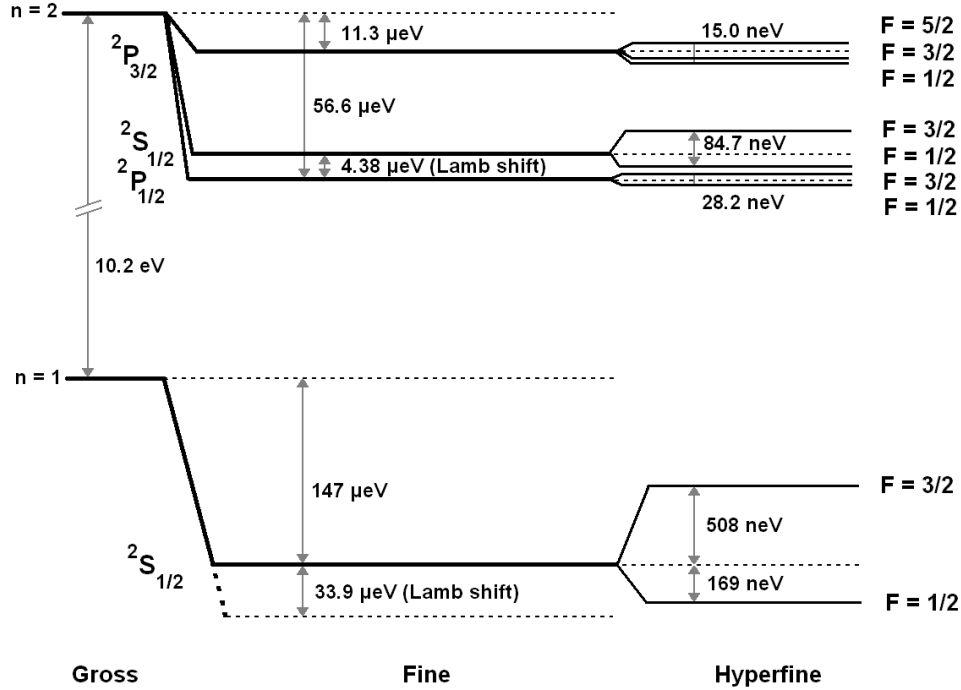 n = 2
11.3 µeV
15.0 neV
F = 5/2
²P₃/₂
F = 3/2
F = 1/2
56.6 µeV
²S₁/₂
84.7 neV
F = 3/2
4.38 µeV (Lamb shift)
F = 1/2
²P₁/₂
F = 3/2
28.2 neV
F = 1/2
10.2 eV
n = 1
147 µeV
F = 3/2
508 neV
²S₁/₂
33.9 µeV (Lamb shift)
169 neV
F = 1/2
Gross
Fine
Hyperfine